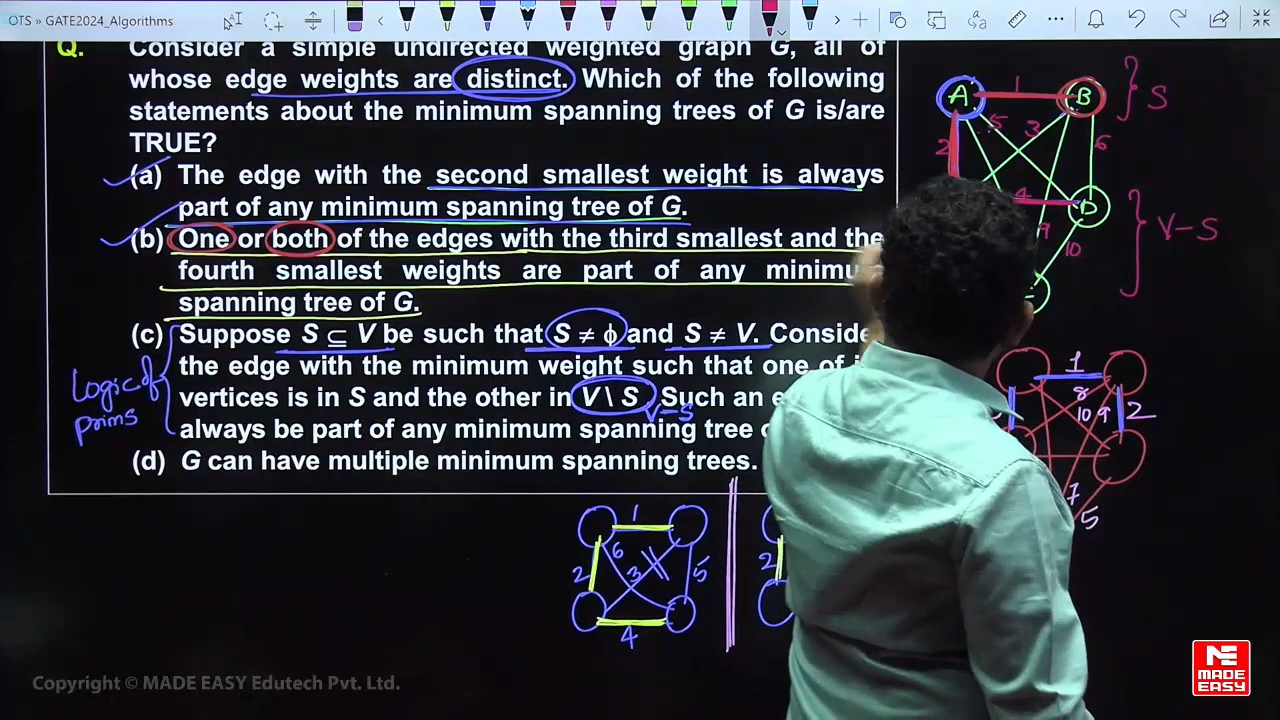 OTS » GATE2024_Algorithms
Q. Consider a simple undirected weighted graph G, all of
whose edge weights are distinct. Which of the following
statements about the minimum spanning trees of G is/are
TRUE?
(a) The edge with the second smallest weight is always
part of any minimum spanning tree of G.
(b) One or both of the edges with the third smallest and the
fourth smallest weights are part of any
spanning tree of G.
(c) Suppose S ⊆ V be such that S ≠ ϕ and S ≠ V.
the edge with the minimum weight such that one of
vertices is in S and the other in V \ S. Such an
always be part of any minimum spanning tree
(d) G can have multiple minimum spanning trees.
Logic of
prims
V-S
A 1 B } S
2 5 3 6
4 D } V-S
9 10
1
8
10 9 2
7
5
1
6
2 3 5
4
2
Copyright © MADE EASY Edutech Pvt. Ltd.
MADE
EASY